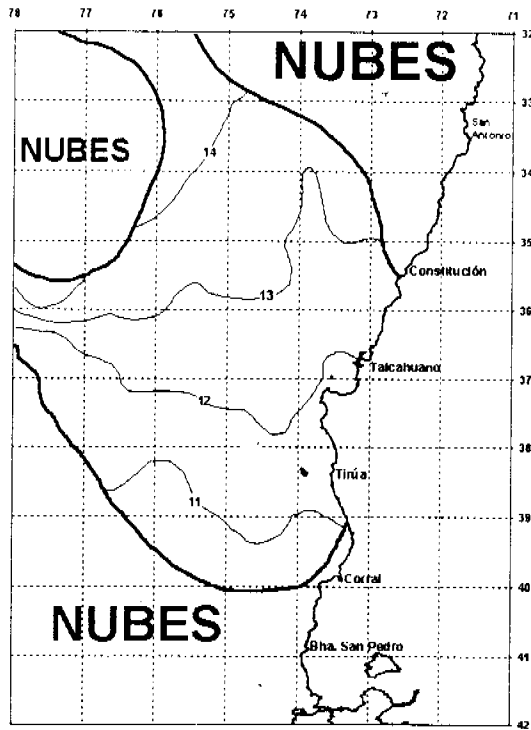 78 77 76 75 74 73 72 71
32
NUBES
33
San
Antonio
NUBES
14
34
35
Constitución
13
36
Talcahuano
37
12
38
Tirúa
11
39
Corral
40
NUBES
Bha. San Pedro
41
42